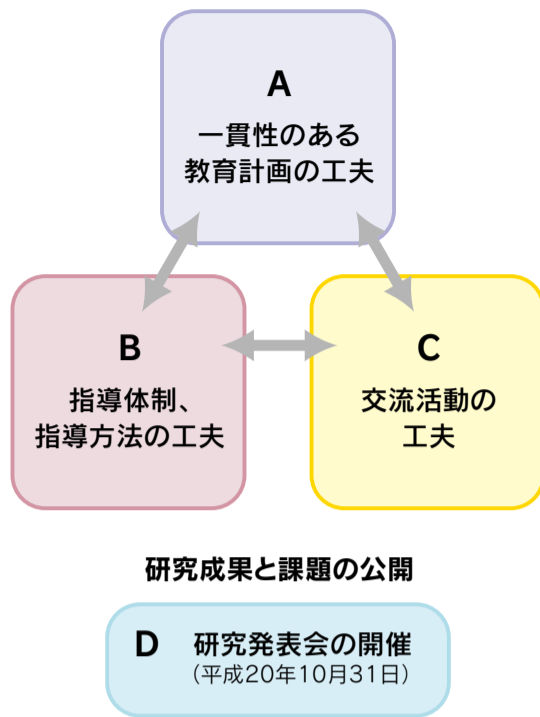 A
一貫性のある
教育計画の工夫
B
指導体制、
指導方法の工夫
C
交流活動の
工夫
研究成果と課題の公開
D 研究発表会の開催
(平成20年10月31日)